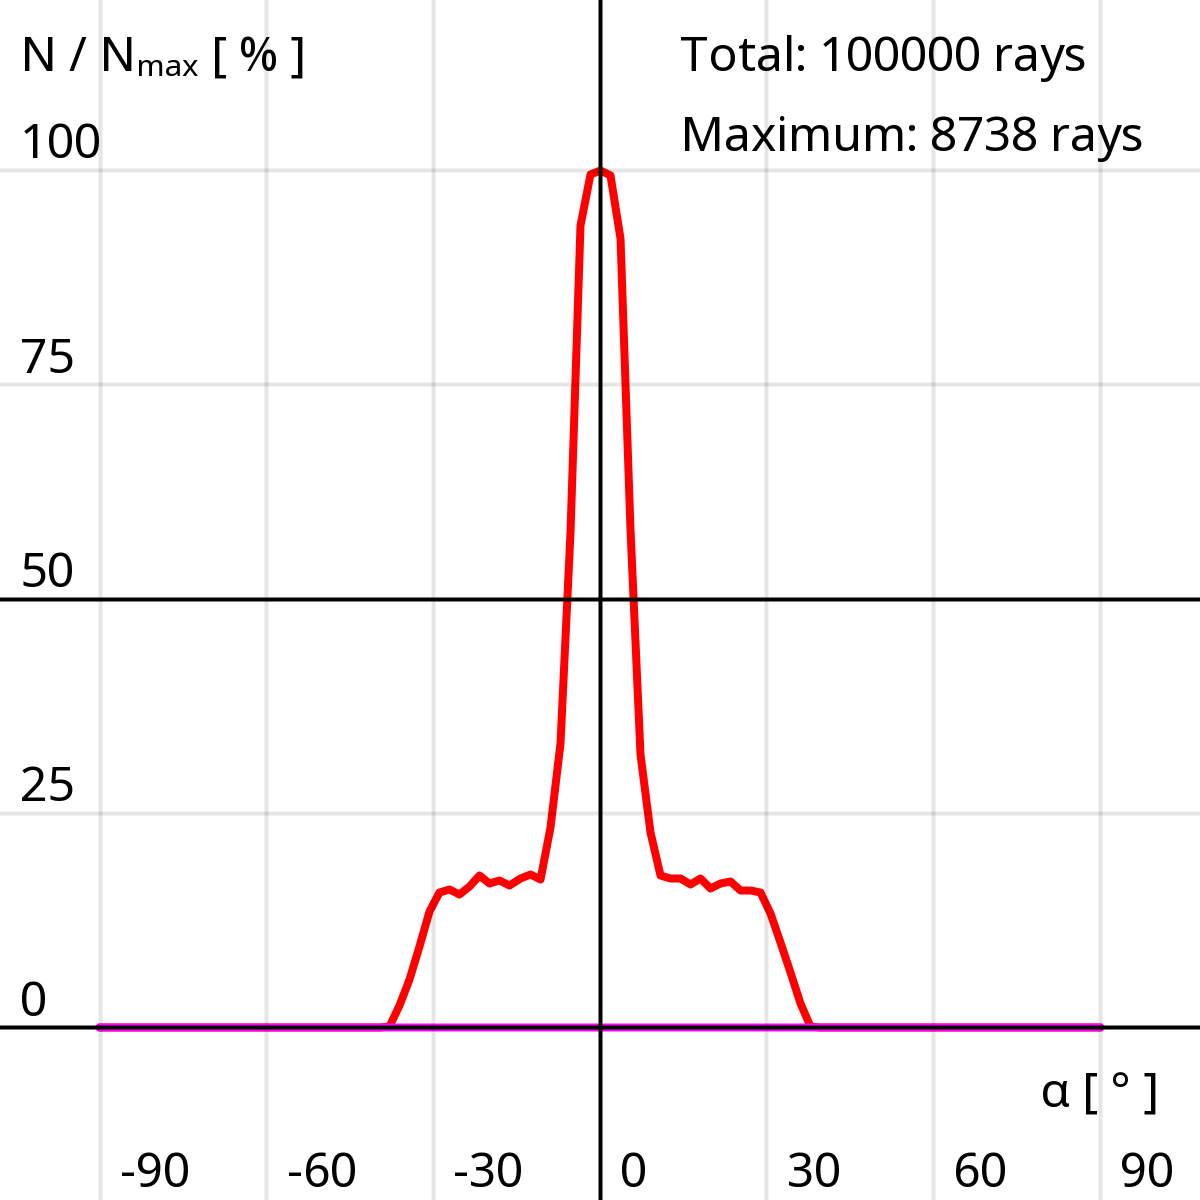 N / Nmax [ % ]
Total: 100000 rays
Maximum: 8738 rays
100
75
50
25
0
α [ ° ]
-90 -60 -30 0 30 60 90